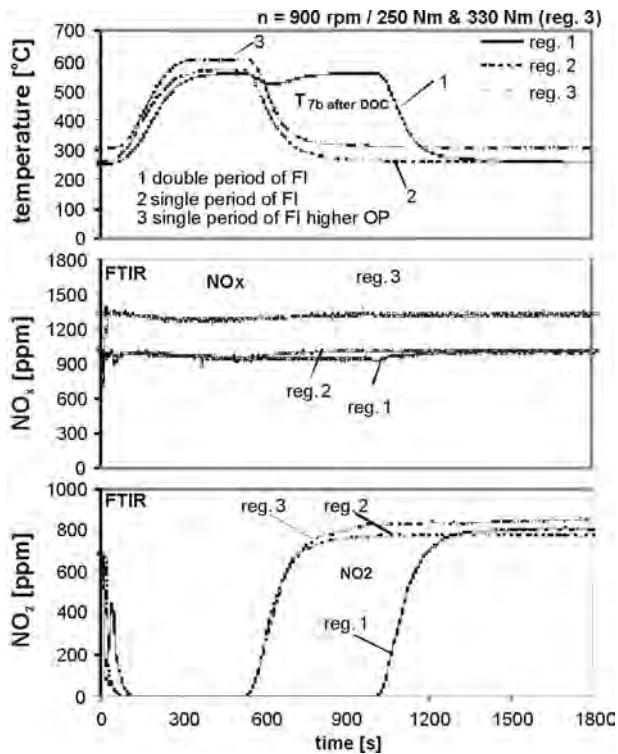 n = 900 rpm / 250 Nm & 330 Nm (reg. 3)
temperature [°C]
700
600
500
400
300
200
100
0
3
reg. 1
reg. 2
reg. 3
T7b after DOC
1
2
1 double period of FI
2 single period of FI
3 single period of FI higher OP
NOx [ppm]
1800
1500
1200
900
600
300
0
FTIR
NOx
reg. 3
reg. 2
reg. 1
NO2 [ppm]
1000
800
600
400
200
0
FTIR
reg. 3
reg. 2
NO2
reg. 1
0 300 600 900 1200 1500 1800
time [s]